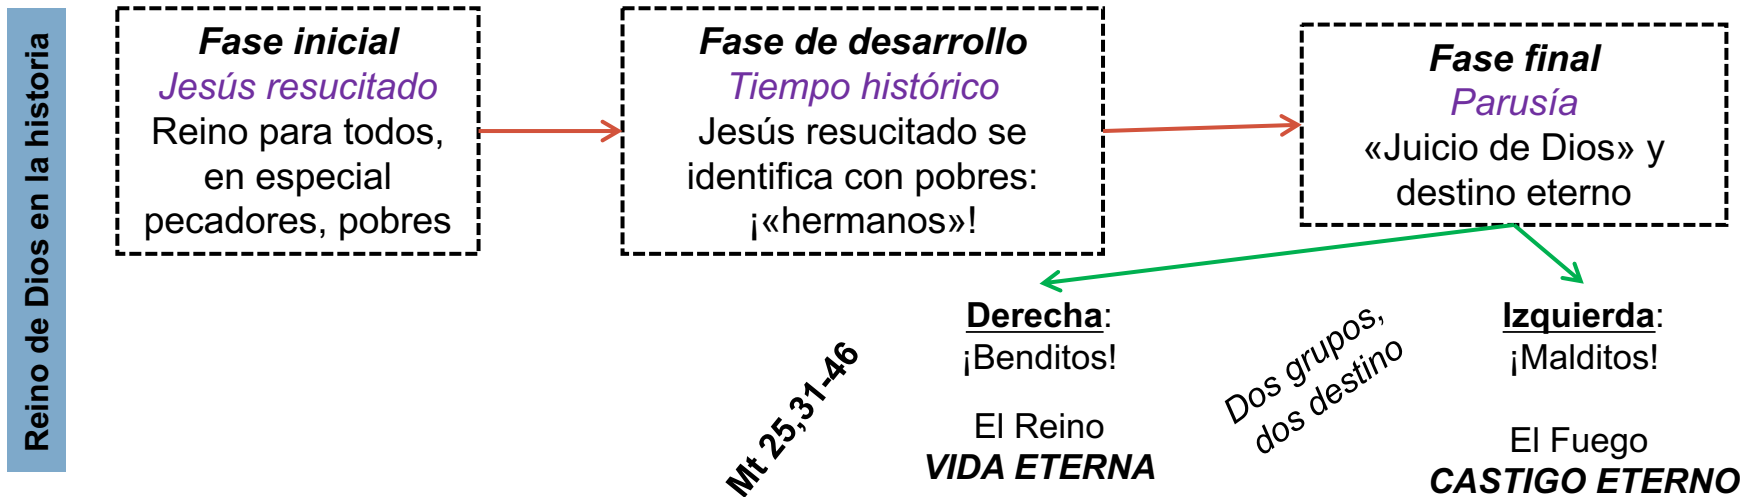 Reino de Dios en la historia
Fase inicial
Jesús resucitado
Reino para todos,
en especial
pecadores, pobres
Fase de desarrollo
Tiempo histórico
Jesús resucitado se
identifica con pobres:
¡«hermanos»!
Fase final
Parusía
«Juicio de Dios» y
destino eterno
Mt 25,31-46
Derecha:
¡Benditos!
El Reino
VIDA ETERNA
Dos grupos,
dos destino
Izquierda:
¡Malditos!
El Fuego
CASTIGO ETERNO